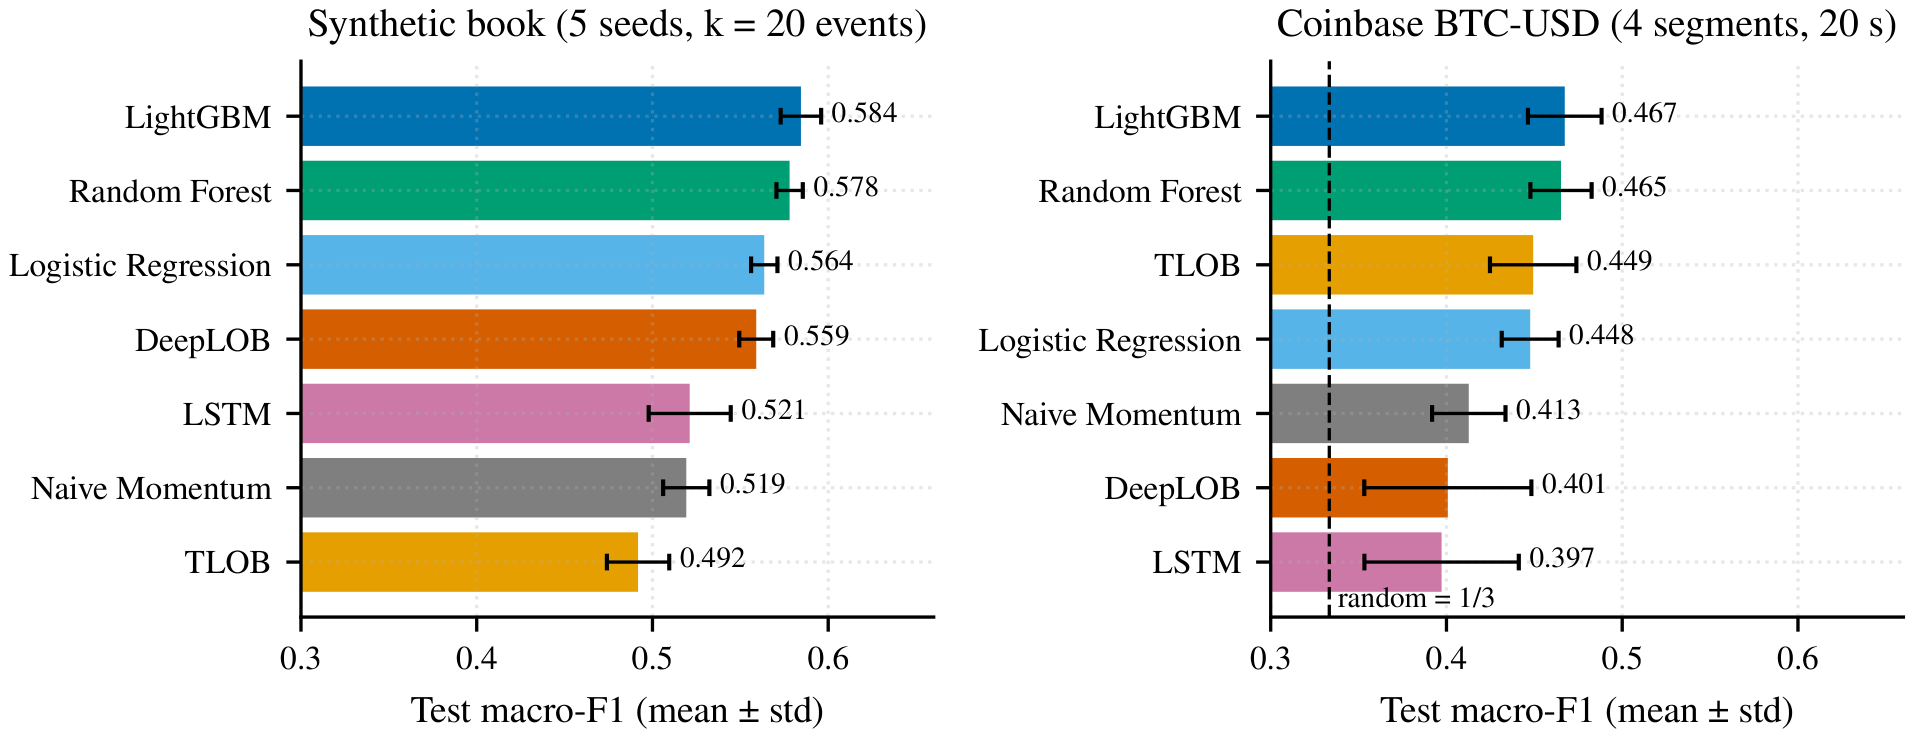 Synthetic book (5 seeds, k = 20 events)
LightGBM
0.584
Random Forest
0.578
Logistic Regression
0.564
DeepLOB
0.559
LSTM
0.521
Naive Momentum
0.519
TLOB
0.492
0.3 0.4 0.5 0.6
Test macro-F1 (mean ± std)
Coinbase BTC-USD (4 segments, 20 s)
LightGBM
0.467
Random Forest
0.465
TLOB
0.449
Logistic Regression
0.448
Naive Momentum
0.413
DeepLOB
0.401
LSTM
0.397
random = 1/3
0.3 0.4 0.5 0.6
Test macro-F1 (mean ± std)